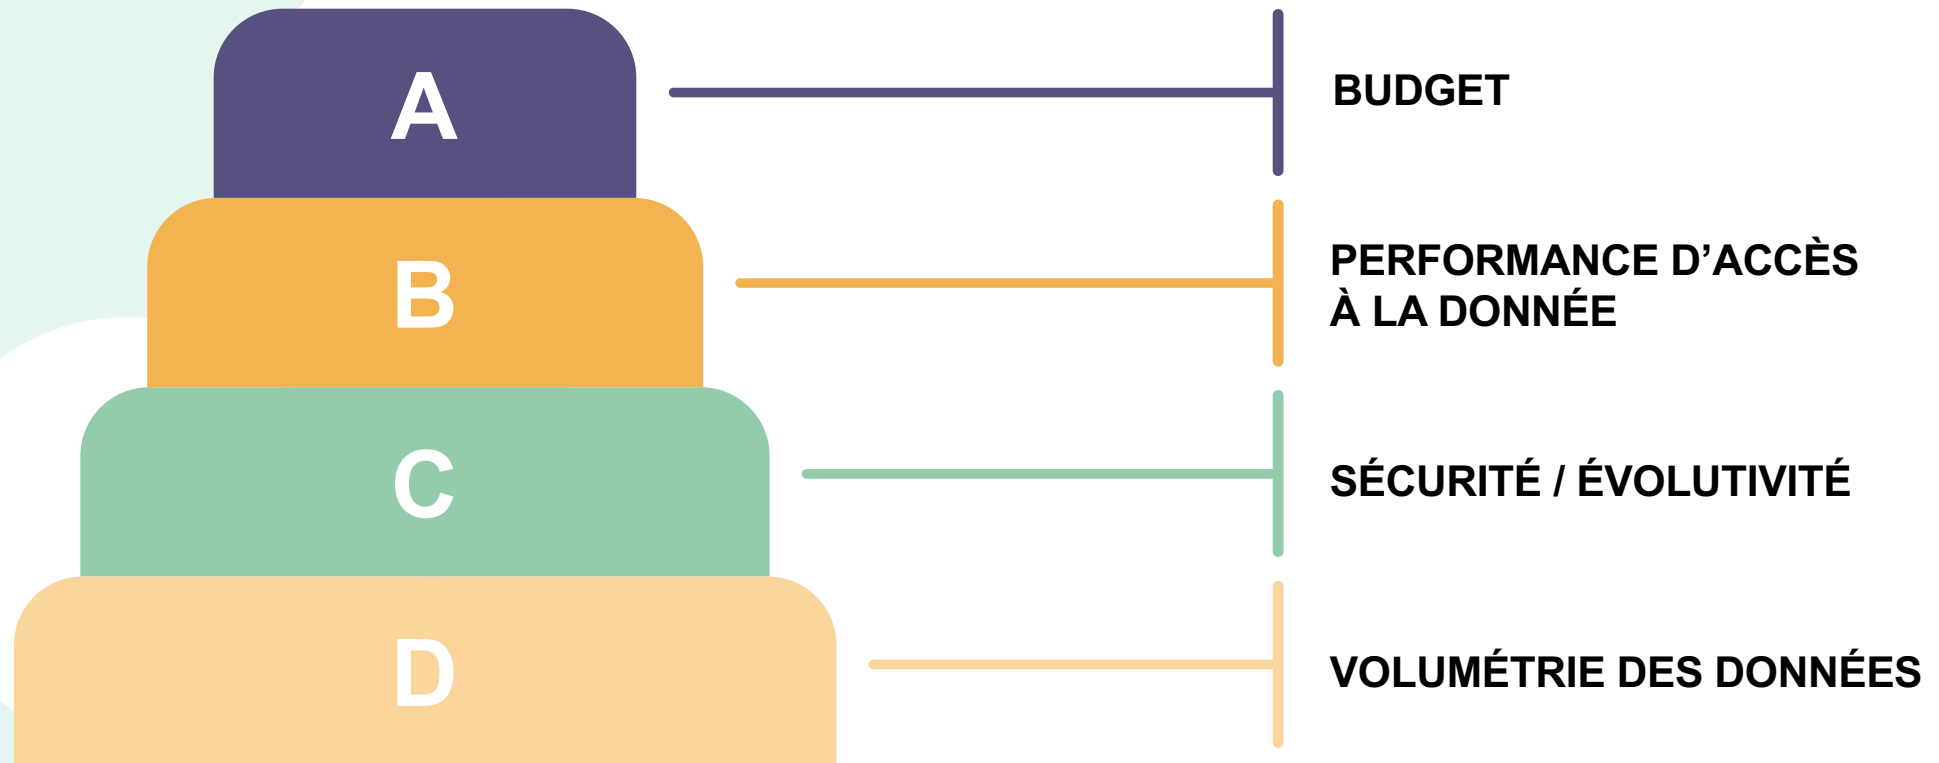 A
BUDGET
B
PERFORMANCE D’ACCÈS
À LA DONNÉE
C
SÉCURITÉ / ÉVOLUTIVITÉ
D
VOLUMÉTRIE DES DONNÉES